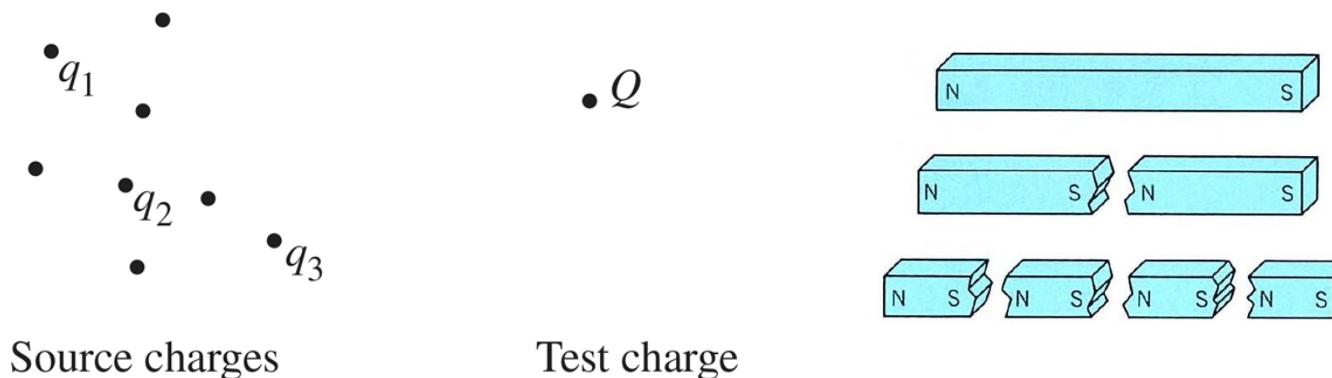 q1
q2
q3
Source charges
Q
Test charge
N S
N S N S
N S N S N S N S